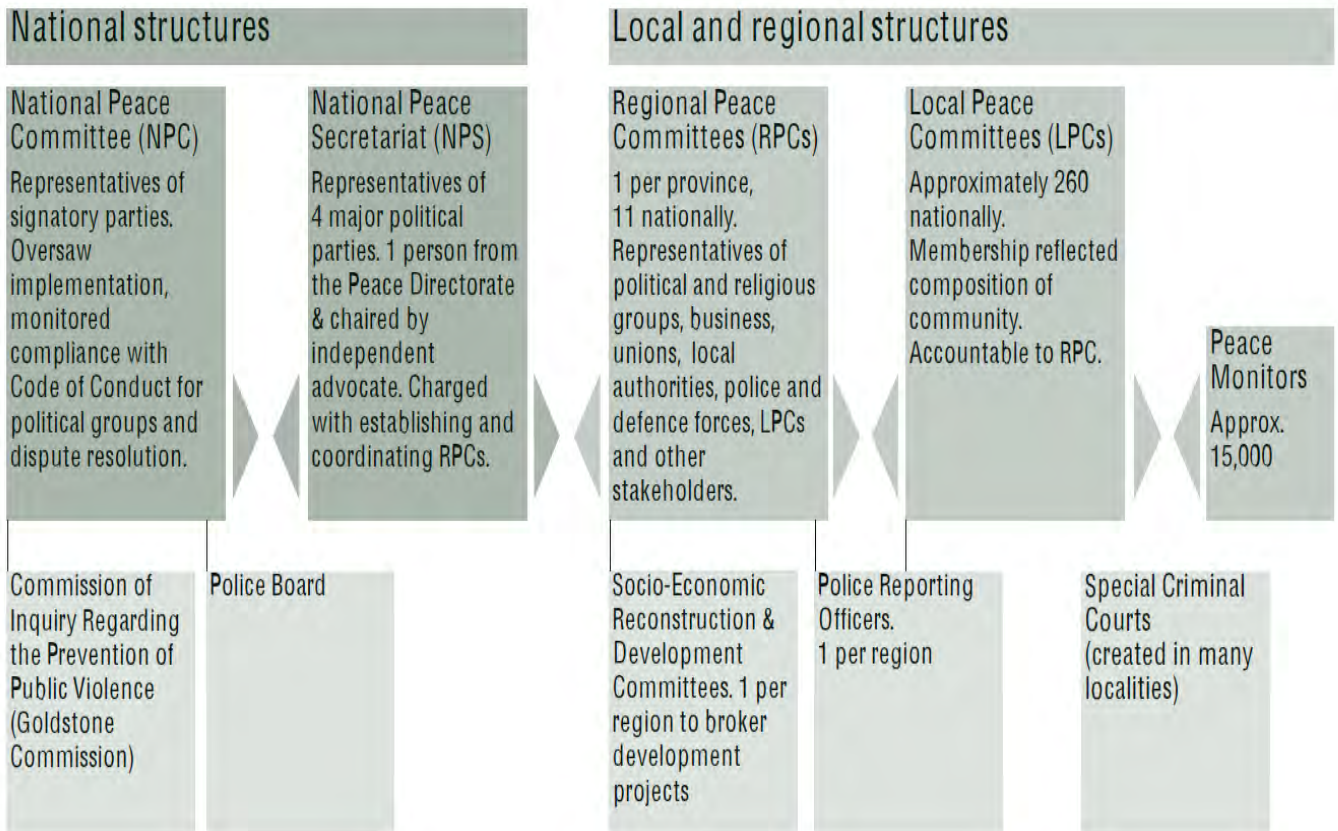 National structures
Local and regional structures
National Peace
Committee (NPC)
Representatives of
signatory parties.
Oversaw
implementation,
monitored
compliance with
Code of Conduct for
political groups and
dispute resolution.
National Peace
Secretariat (NPS)
Representatives of
4 major political
parties. 1 person from
the Peace Directorate
& chaired by
independent
advocate. Charged
with establishing and
coordinating RPCs.
Regional Peace
Committees (RPCs)
1 per province,
11 nationally.
Representatives of
political and religious
groups, business,
unions, local
authorities, police and
defence forces, LPCs
and other
stakeholders.
Local Peace
Committees (LPCs)
Approximately 260
nationally.
Membership reflected
composition of
community.
Accountable to RPC.
Peace
Monitors
Approx.
15,000
Commission of
Inquiry Regarding
the Prevention of
Public Violence
(Goldstone
Commission)
Police Board
Socio-Economic
Reconstruction &
Development
Committees. 1 per
region to broker
development
projects
Police Reporting
Officers.
1 per region
Special Criminal
Courts
(created in many
localities)